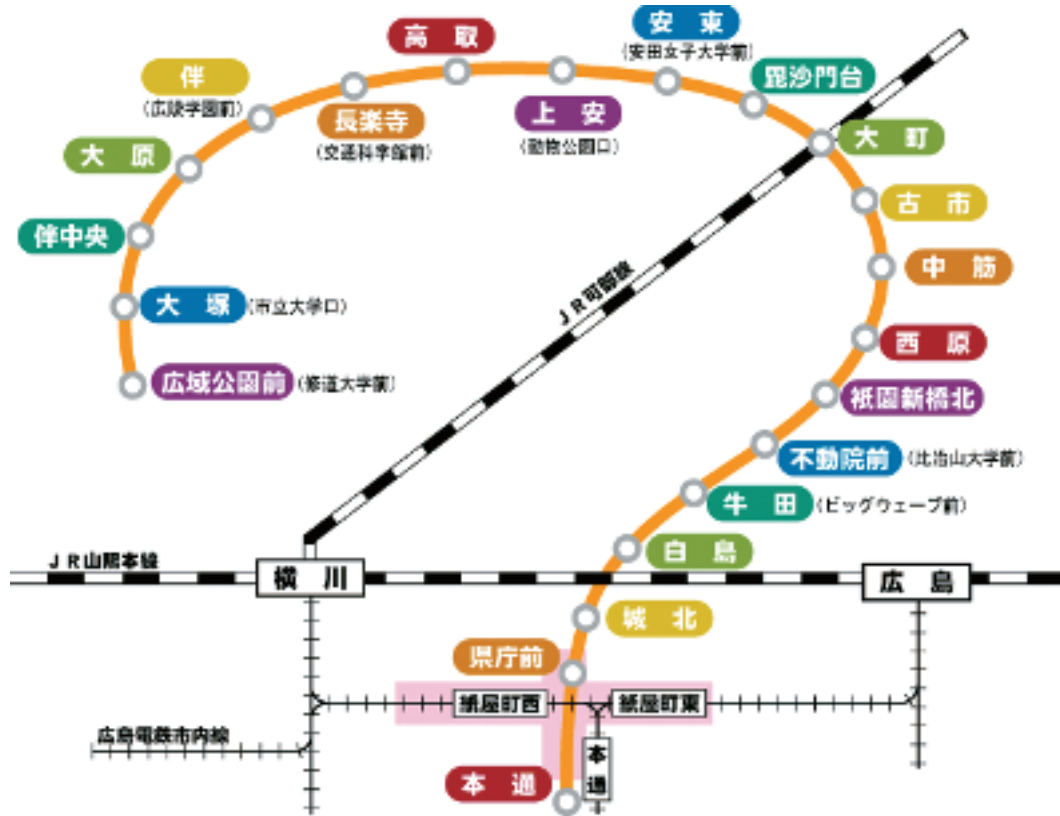 高取
安東
(安田女子大学前)
伴
(広陵学園前)
毘沙門台
長楽寺
(交通科学館前)
上安
(動物公園口)
大町
大原
古市
伴中央
中筋
JR可部線
大塚
(市立大学口)
西原
広域公園前
(修道大学前)
祇園新橋北
不動院前
(比治山大学前)
牛田
(ビッグウェーブ前)
白島
JR山陽本線
横川
広島
城北
県庁前
紙屋町西
紙屋町東
広島電鉄市内線
本通
本通